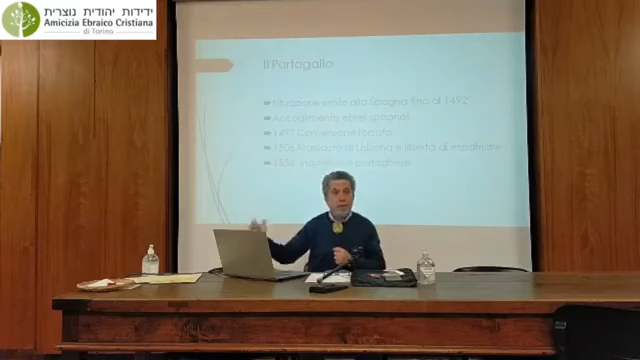 ידידות יהודית נוצרית
Amicizia Ebraico Cristiana
di Torino
Il Portogallo
Situazione simile alla Spagna fino al 1492
Accoglimento ebrei spagnoli
1497 Conversione forzata
1506 Massacro di Lisbona e libertà di espatriare
1536 Inquisizione portoghese